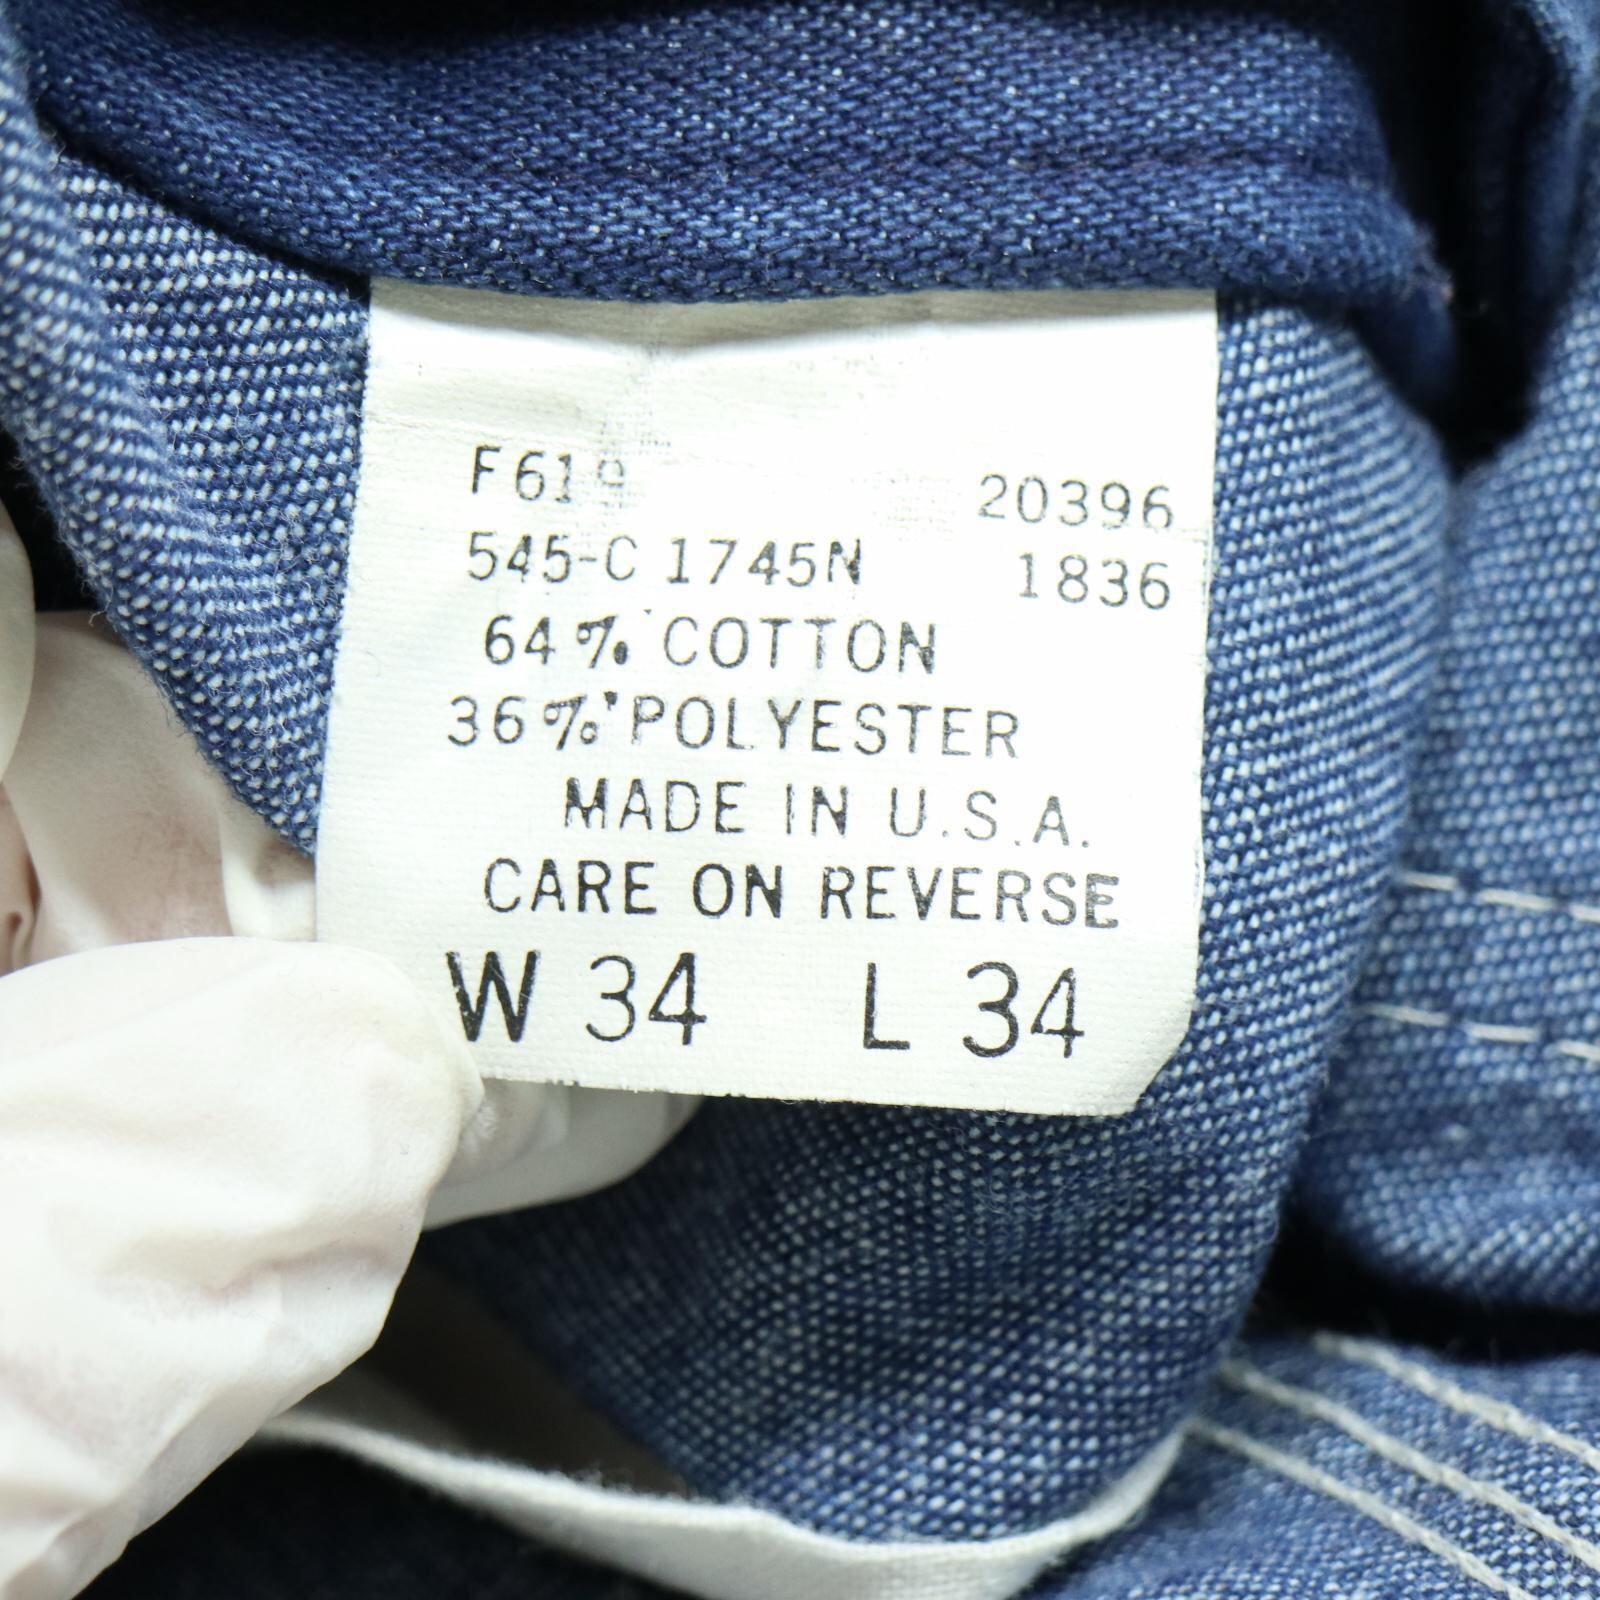 F619 20396
545-C 1745N 1836
64% COTTON
36% POLYESTER
MADE IN U.S.A.
CARE ON REVERSE
W 34 L 34